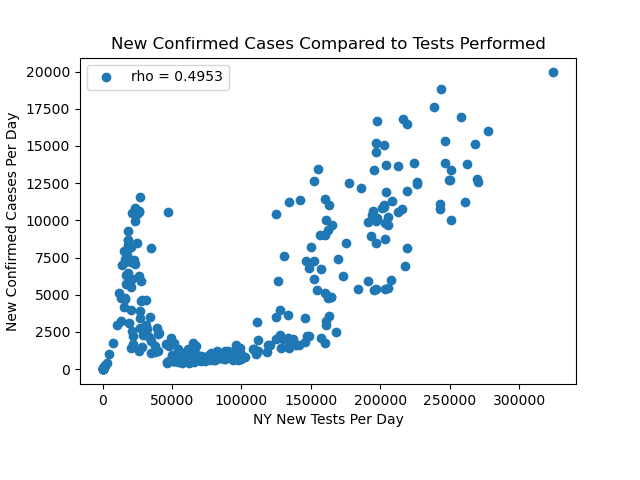 New Confirmed Cases Compared to Tests Performed
rho = 0.4953
20000
17500
15000
12500
10000
7500
5000
2500
0
New Confirmed Caeses Per Day
0 50000 100000 150000 200000 250000 300000
NY New Tests Per Day